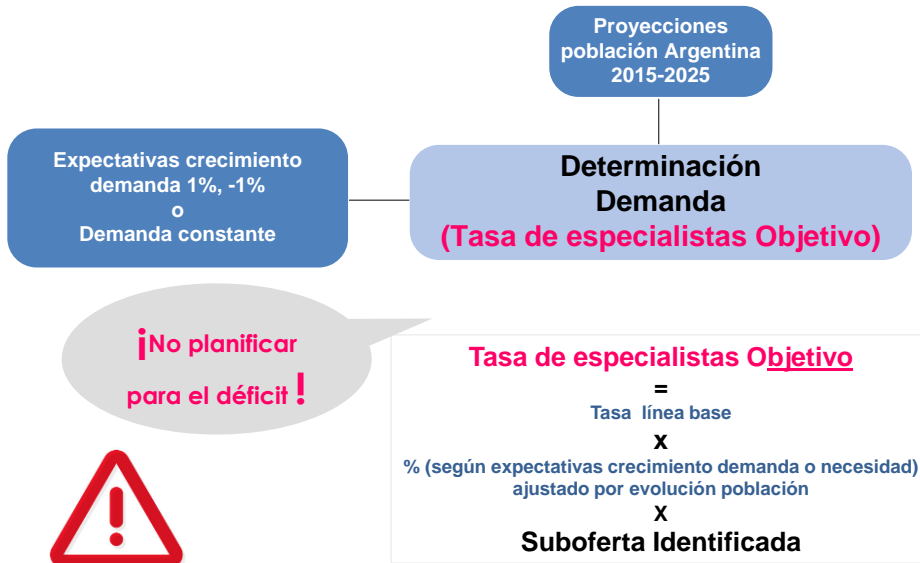 Proyecciones
población Argentina
2015-2025
Expectativas crecimiento
demanda 1%, -1%
o
Demanda constante
Determinación
Demanda
(Tasa de especialistas Objetivo)
¡No planificar
para el déficit !
Tasa de especialistas Objetivo
=
Tasa línea base
X
% (según expectativas crecimiento demanda o necesidad)
ajustado por evolución población
X
Suboferta Identificada